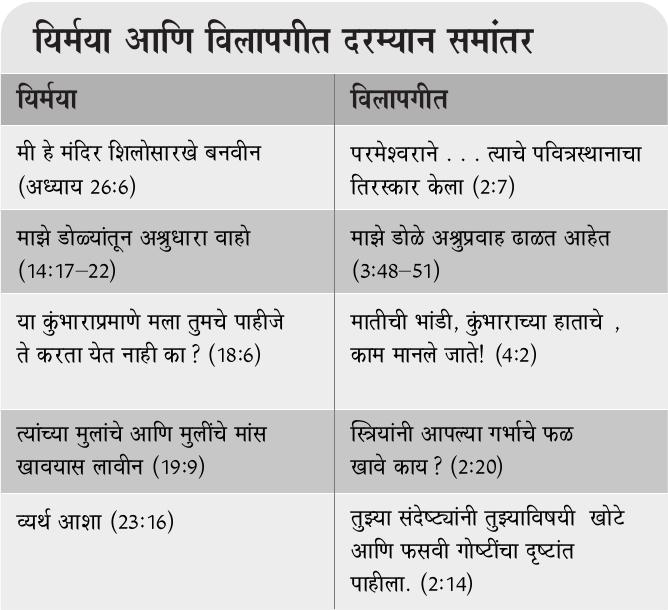 यिर्मया आणि विलापगीत दरम्यान समांतर
यिर्मया
विलापगीत
मी हे मंदिर शिलोसारखे बनवीन
(अध्याय 26:6)
परमेश्वराने . . . त्याचे पवित्रस्थानाचा
तिरस्कार केला (2:7)
माझे डोळ्यांतून अश्रुधारा वाहो
(14:17–22)
माझे डोळे अश्रुप्रवाह ढाळत आहेत
(3:48–51)
या कुंभाराप्रमाणे मला तुमचे पाहीजे
ते करता येत नाही का ? (18:6)
मातीची भांडी, कुंभाराच्या हाताचे ,
काम मानले जाते! (4:2)
त्यांच्या मुलांचे आणि मुलींचे मांस
खावयास लावीन (19:9)
स्त्रियांनी आपल्या गर्भाचे फळ
खावे काय ? (2:20)
व्यर्थ आशा (23:16)
तुझ्या संदेष्ट्यांनी तुझ्याविषयी खोटे
आणि फसवी गोष्टींचा दृष्टांत
पाहीला. (2:14)